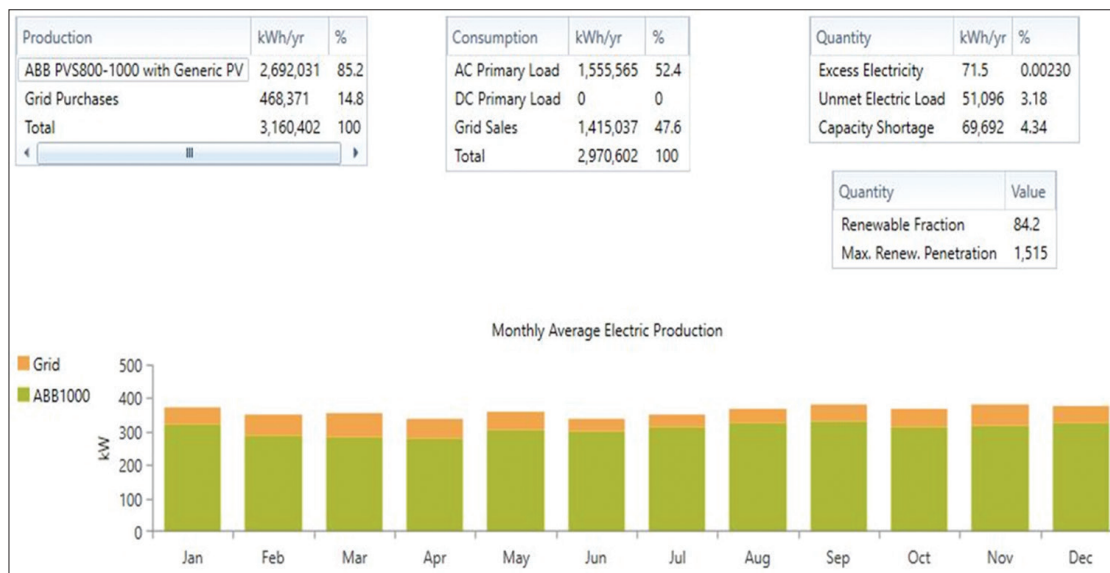 Production kWh/yr %
ABB PVS800-1000 with Generic PV 2,692,031 85.2
Grid Purchases 468,371 14.8
Total 3,160,402 100
Consumption kWh/yr %
AC Primary Load 1,555,565 52.4
DC Primary Load 0 0
Grid Sales 1,415,037 47.6
Total 2,970,602 100
Quantity kWh/yr %
Excess Electricity 71.5 0.00230
Unmet Electric Load 51,096 3.18
Capacity Shortage 69,692 4.34
Quantity Value
Renewable Fraction 84.2
Max. Renew. Penetration 1,515
Monthly Average Electric Production
Grid
ABB1000
kW
500
400
300
200
100
0
Jan Feb Mar Apr May Jun Jul Aug Sep Oct Nov Dec